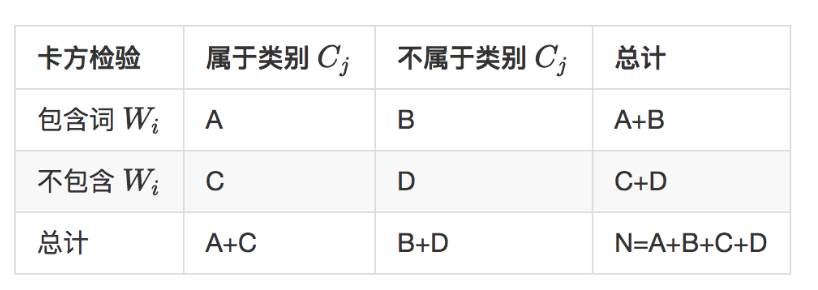 卡方检验 属于类别 C_j 不属于类别 C_j 总计
包含词 W_i A B A+B
不包含 W_i C D C+D
总计 A+C B+D N=A+B+C+D